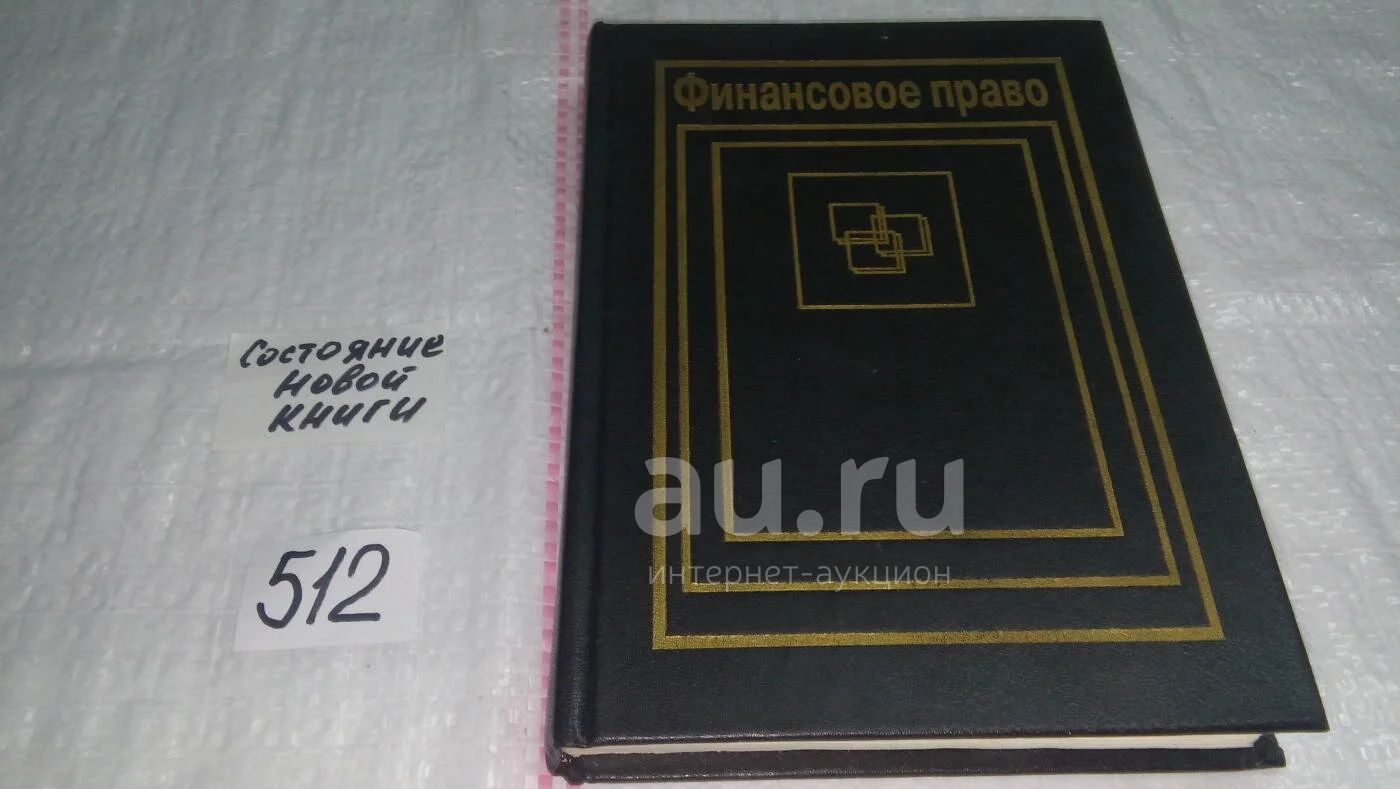 Финансовое право
Состояние
новой
книги
512
au.ru
интернет-аукцион